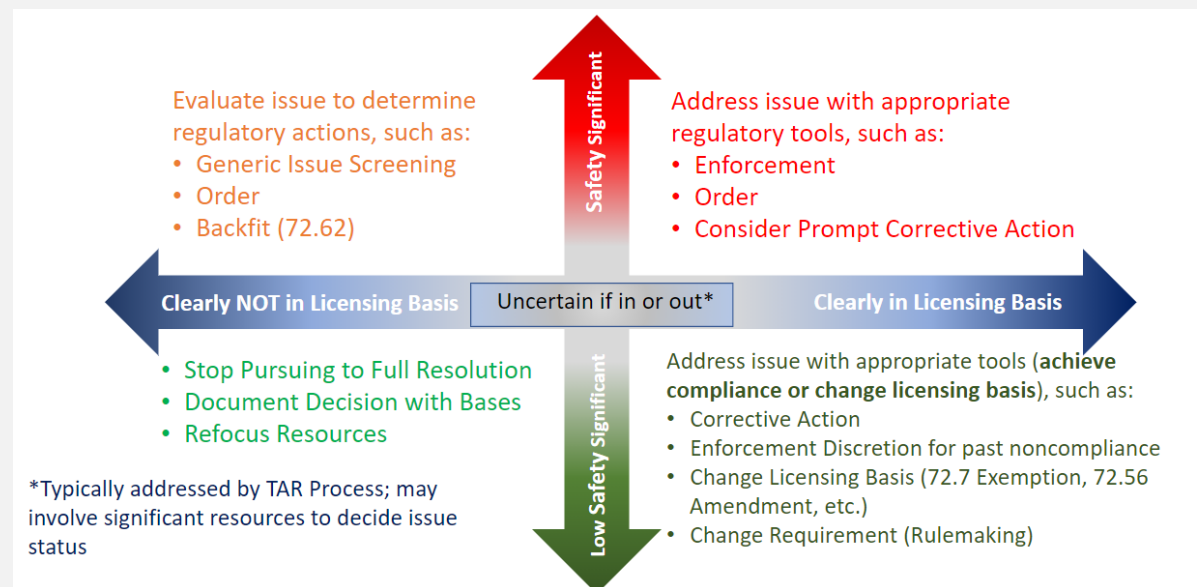 Safety Significant
Evaluate issue to determine
regulatory actions, such as:
• Generic Issue Screening
• Order
• Backfit (72.62)
Address issue with appropriate
regulatory tools, such as:
• Enforcement
• Order
• Consider Prompt Corrective Action
Clearly NOT in Licensing Basis
Uncertain if in or out*
Clearly in Licensing Basis
• Stop Pursuing to Full Resolution
• Document Decision with Bases
• Refocus Resources
*Typically addressed by TAR Process; may
involve significant resources to decide issue
status
Low Safety Significant
Address issue with appropriate tools (achieve
compliance or change licensing basis), such as:
• Corrective Action
• Enforcement Discretion for past noncompliance
• Change Licensing Basis (72.7 Exemption, 72.56
Amendment, etc.)
• Change Requirement (Rulemaking)